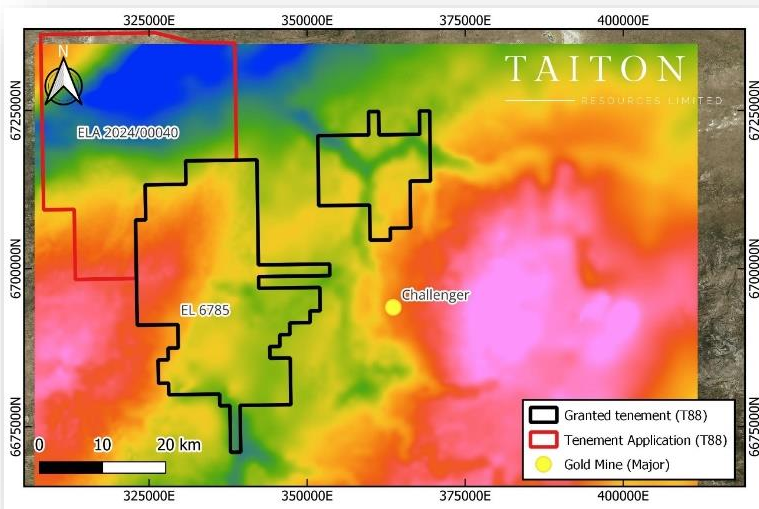 325000E 350000E 375000E 400000E
N
TAITON
RESOURCES LIMITED
6725000N 6725000N
ELA 2024/00040
6700000N 6700000N
Challenger
EL 6785
6675000N 6675000N
Granted tenement (T88)
Tenement Application (T88)
Gold Mine (Major)
0 10 20 km
325000E 350000E 375000E 400000E